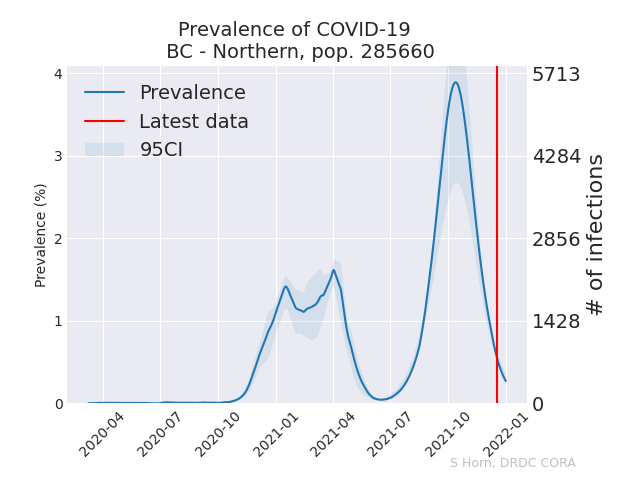 Prevalence of COVID-19
BC - Northern, pop. 285660
Prevalence
Latest data
95CI
Prevalence (%)
4
3
2
1
0
5713
4284
2856
1428
0
# of infections
2020-04
2020-07
2020-10
2021-01
2021-04
2021-07
2021-10
2022-01
S Horn, DRDC CORA